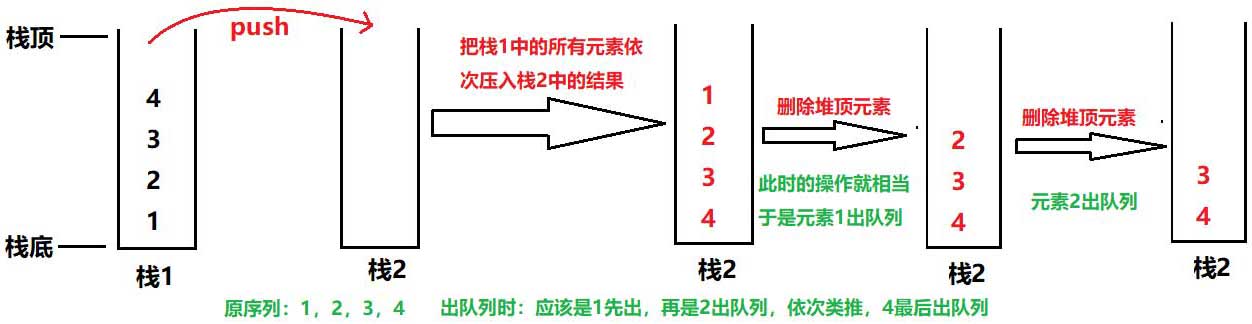 栈顶
push
把栈1中的所有元素依
次压入栈2中的结果
4
3
2
1
栈底
栈1
栈2
1
2
3
4
栈2
删除堆顶元素
此时的操作就相当
于是元素1出队列
2
3
4
栈2
删除堆顶元素
元素2出队列
3
4
栈2
原序列：1，2，3，4 出队列时：应该是1先出，再是2出队列，依次类推，4最后出队列